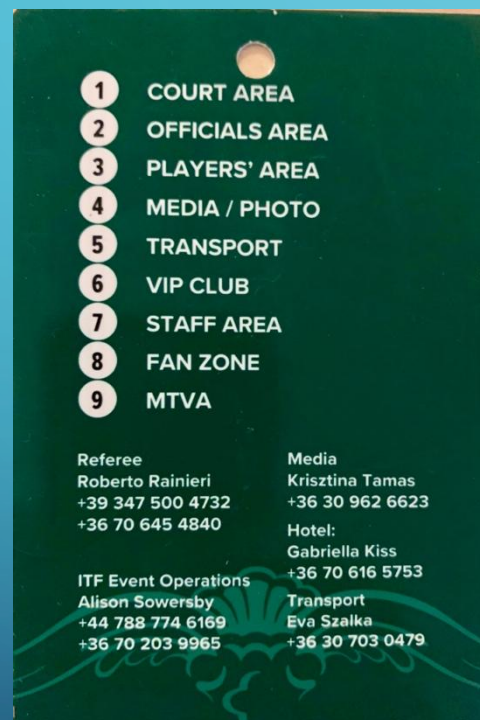 1 COURT AREA
2 OFFICIALS AREA
3 PLAYERS' AREA
4 MEDIA / PHOTO
5 TRANSPORT
6 VIP CLUB
7 STAFF AREA
8 FAN ZONE
9 MTVA
Referee
Roberto Rainieri
+39 347 500 4732
+36 70 645 4840
ITF Event Operations
Alison Sowersby
+44 788 774 6169
+36 70 203 9965
Media
Krisztina Tamas
+36 30 962 6623
Hotel:
Gabriella Kiss
+36 70 616 5753
Transport
Eva Szalka
+36 30 703 0479